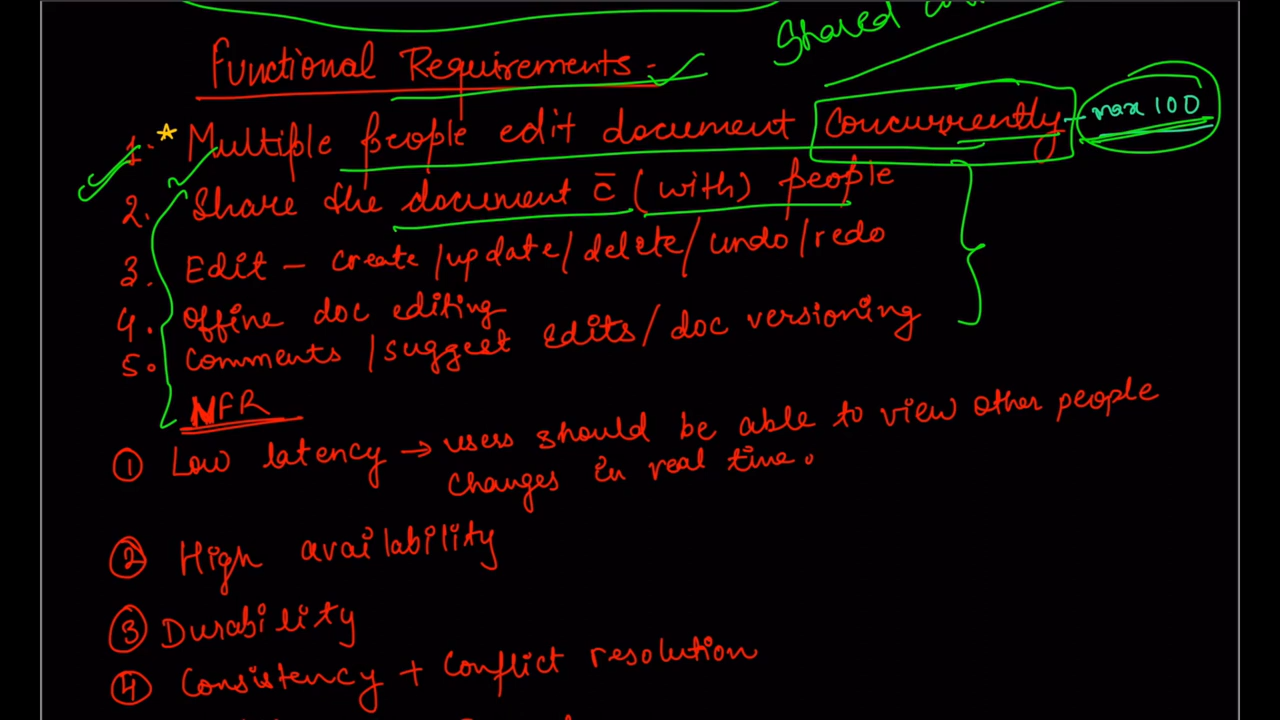 Shared
Functional Requirements -
1. * Multiple people edit document Concurrently - max 100
2. Share the document c̄ (with) people
3. Edit - create/update/delete/undo/redo
4. Offine doc editing
5. Comments/suggest edits/doc versioning
NFR
① Low latency → users should be able to view other people
changes in real time.
② High availability
③ Durability
④ Consistency + Conflict resolution